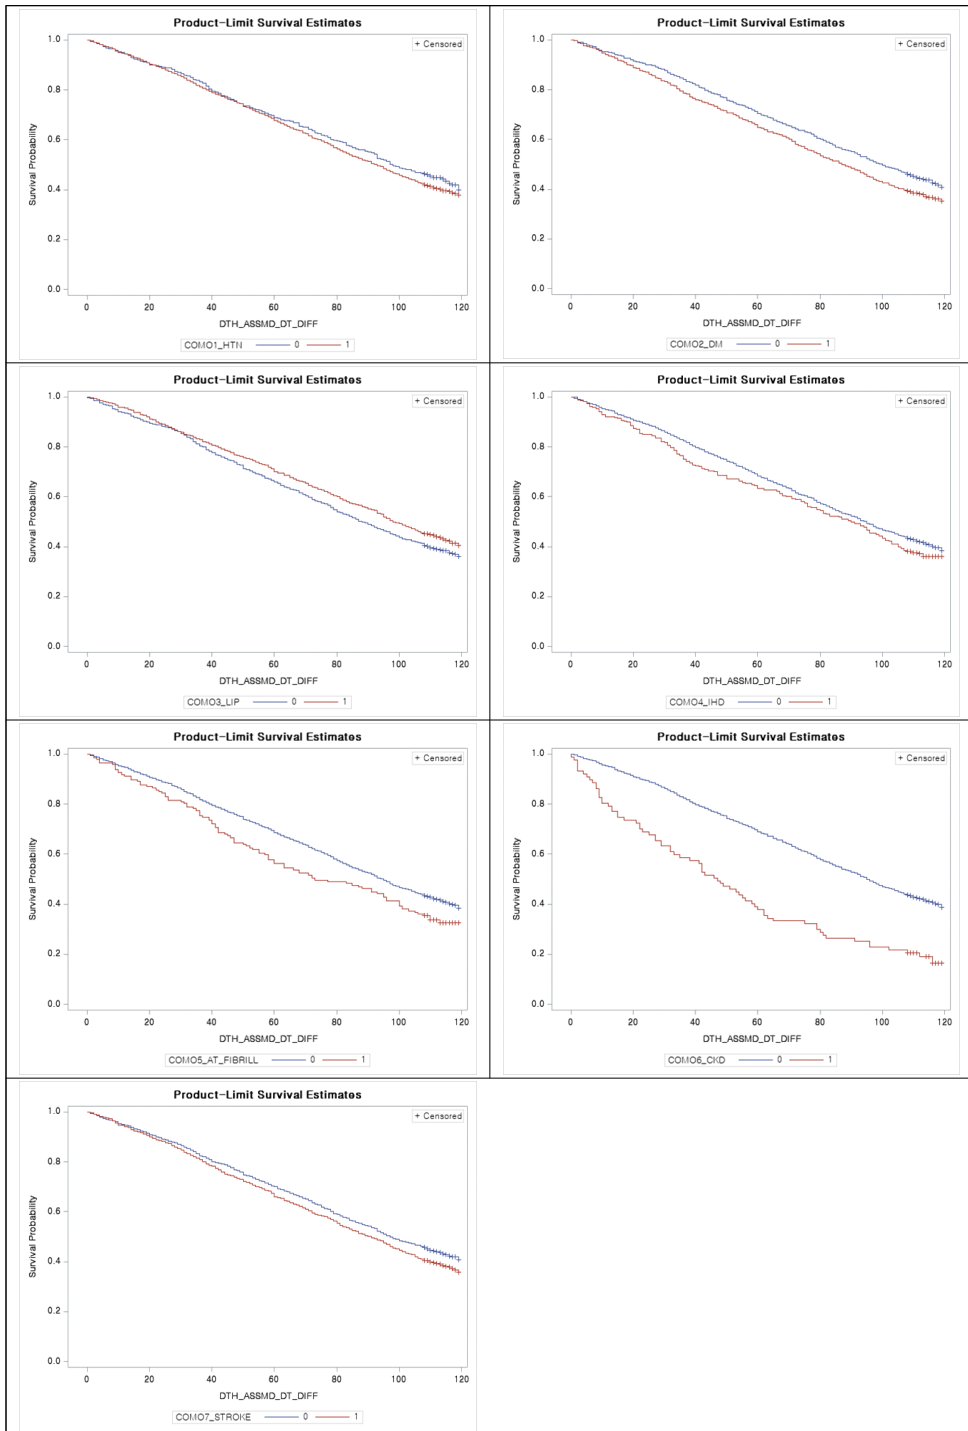 Product-Limit Survival Estimates
+ Censored
Survival Probability
1.0
0.8
0.6
0.4
0.2
0.0
0 20 40 60 80 100 120
DTH_ASSMD_DT_DIFF
COMO1_HTN 0 1
Product-Limit Survival Estimates
+ Censored
Survival Probability
1.0
0.8
0.6
0.4
0.2
0.0
0 20 40 60 80 100 120
DTH_ASSMD_DT_DIFF
COMO2_DM 0 1
Product-Limit Survival Estimates
+ Censored
Survival Probability
1.0
0.8
0.6
0.4
0.2
0.0
0 20 40 60 80 100 120
DTH_ASSMD_DT_DIFF
COMO3_LIP 0 1
Product-Limit Survival Estimates
+ Censored
Survival Probability
1.0
0.8
0.6
0.4
0.2
0.0
0 20 40 60 80 100 120
DTH_ASSMD_DT_DIFF
COMO4_IHD 0 1
Product-Limit Survival Estimates
+ Censored
Survival Probability
1.0
0.8
0.6
0.4
0.2
0.0
0 20 40 60 80 100 120
DTH_ASSMD_DT_DIFF
COMO5_AT_FIBRILL 0 1
Product-Limit Survival Estimates
+ Censored
Survival Probability
1.0
0.8
0.6
0.4
0.2
0.0
0 20 40 60 80 100 120
DTH_ASSMD_DT_DIFF
COMO6_CKD 0 1
Product-Limit Survival Estimates
+ Censored
Survival Probability
1.0
0.8
0.6
0.4
0.2
0.0
0 20 40 60 80 100 120
DTH_ASSMD_DT_DIFF
COMO7_STROKE 0 1